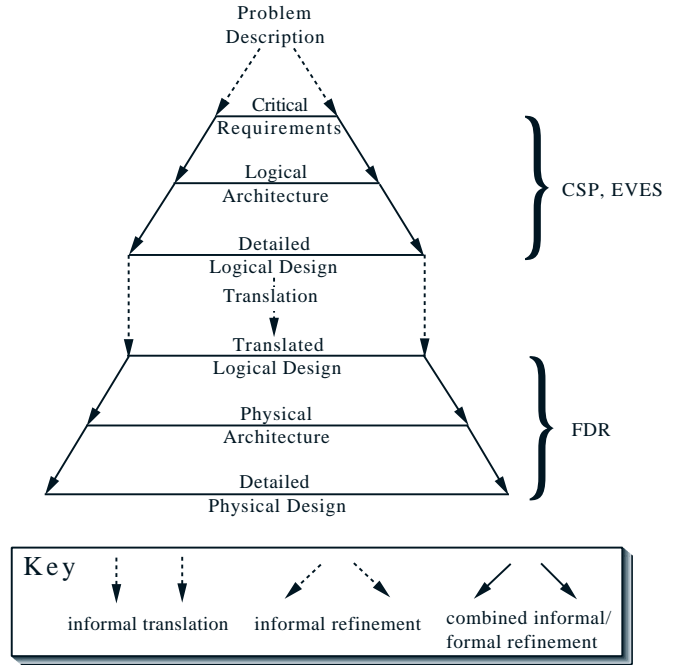 Problem
Description
Critical
Requirements
Logical
Architecture
CSP, EVES
Detailed
Logical Design
Translation
Translated
Logical Design
Physical
Architecture
FDR
Detailed
Physical Design
Key
informal translation
informal refinement
combined informal/
formal refinement